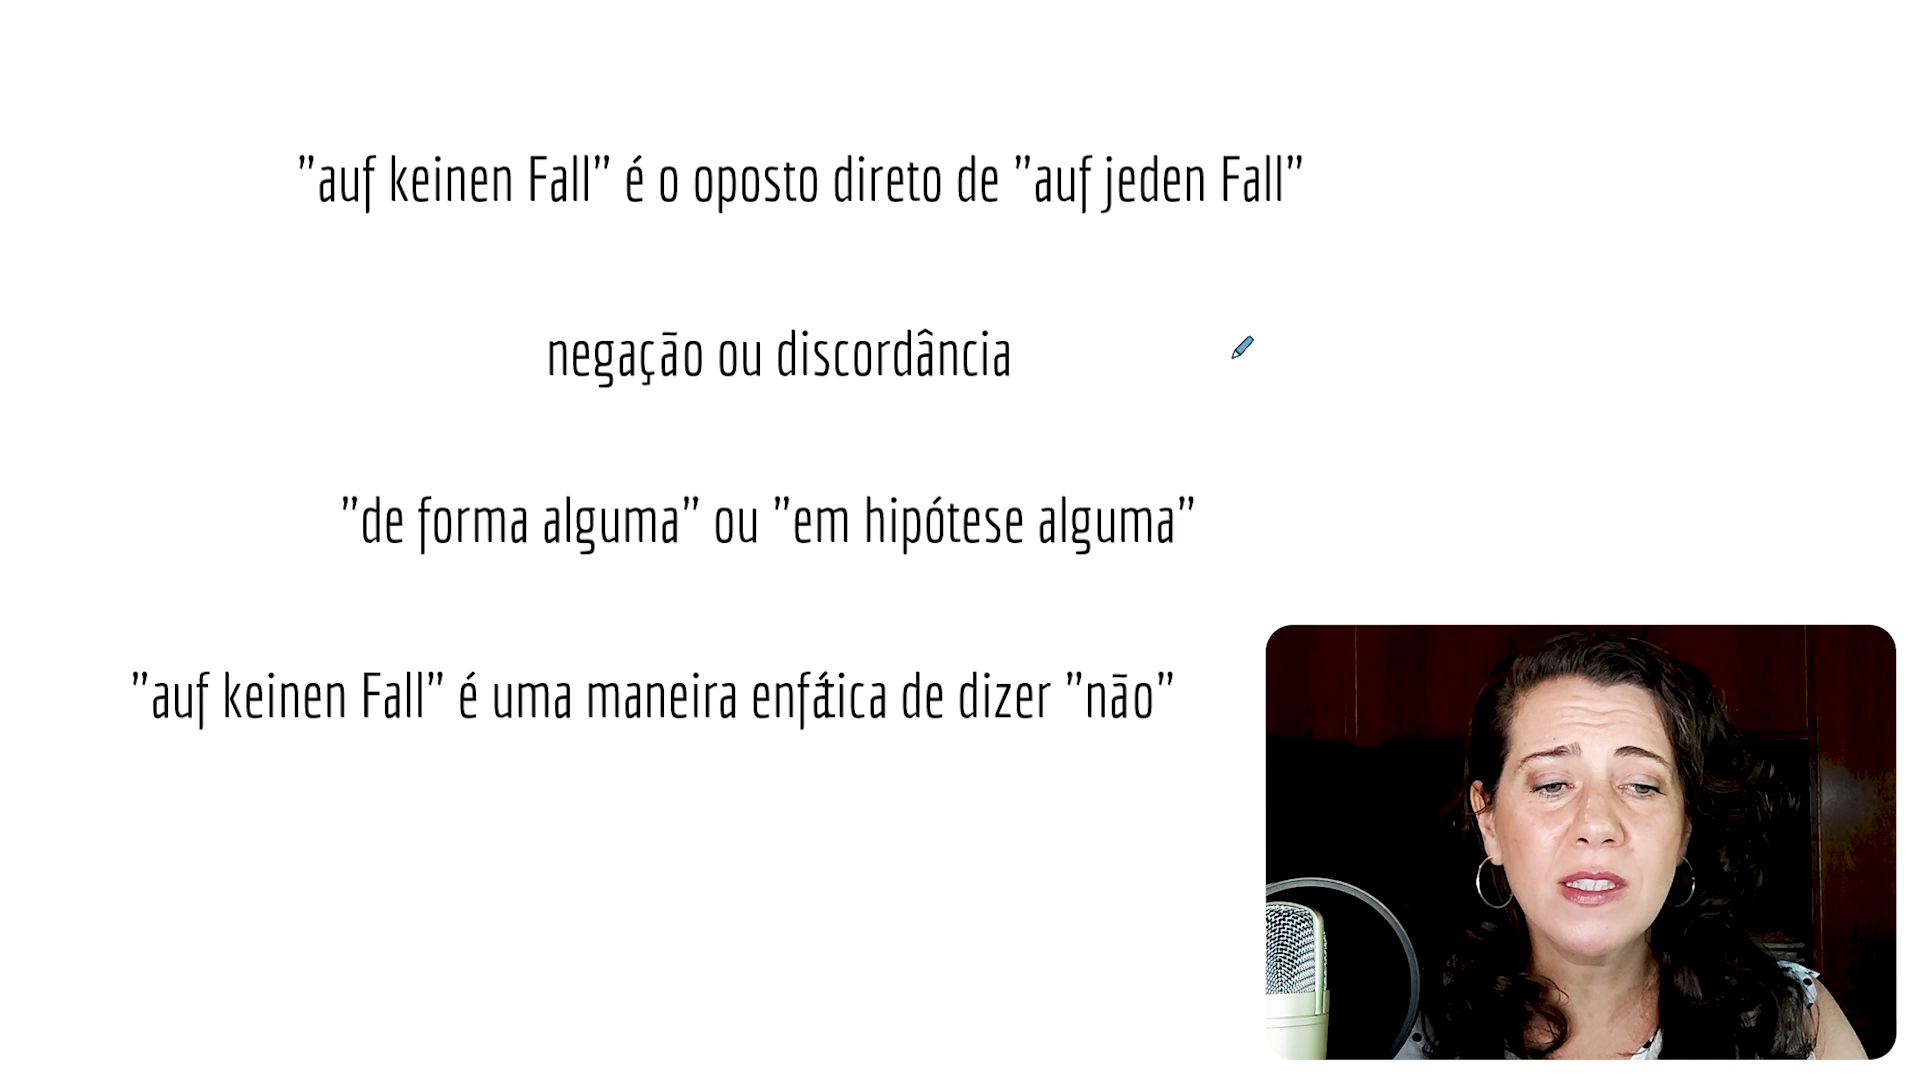 ”auf keinen Fall” é o oposto direto de ”auf jeden Fall”
negação ou discordância
”de forma alguma” ou ”em hipótese alguma”
”auf keinen Fall” é uma maneira enfática de dizer ”não”